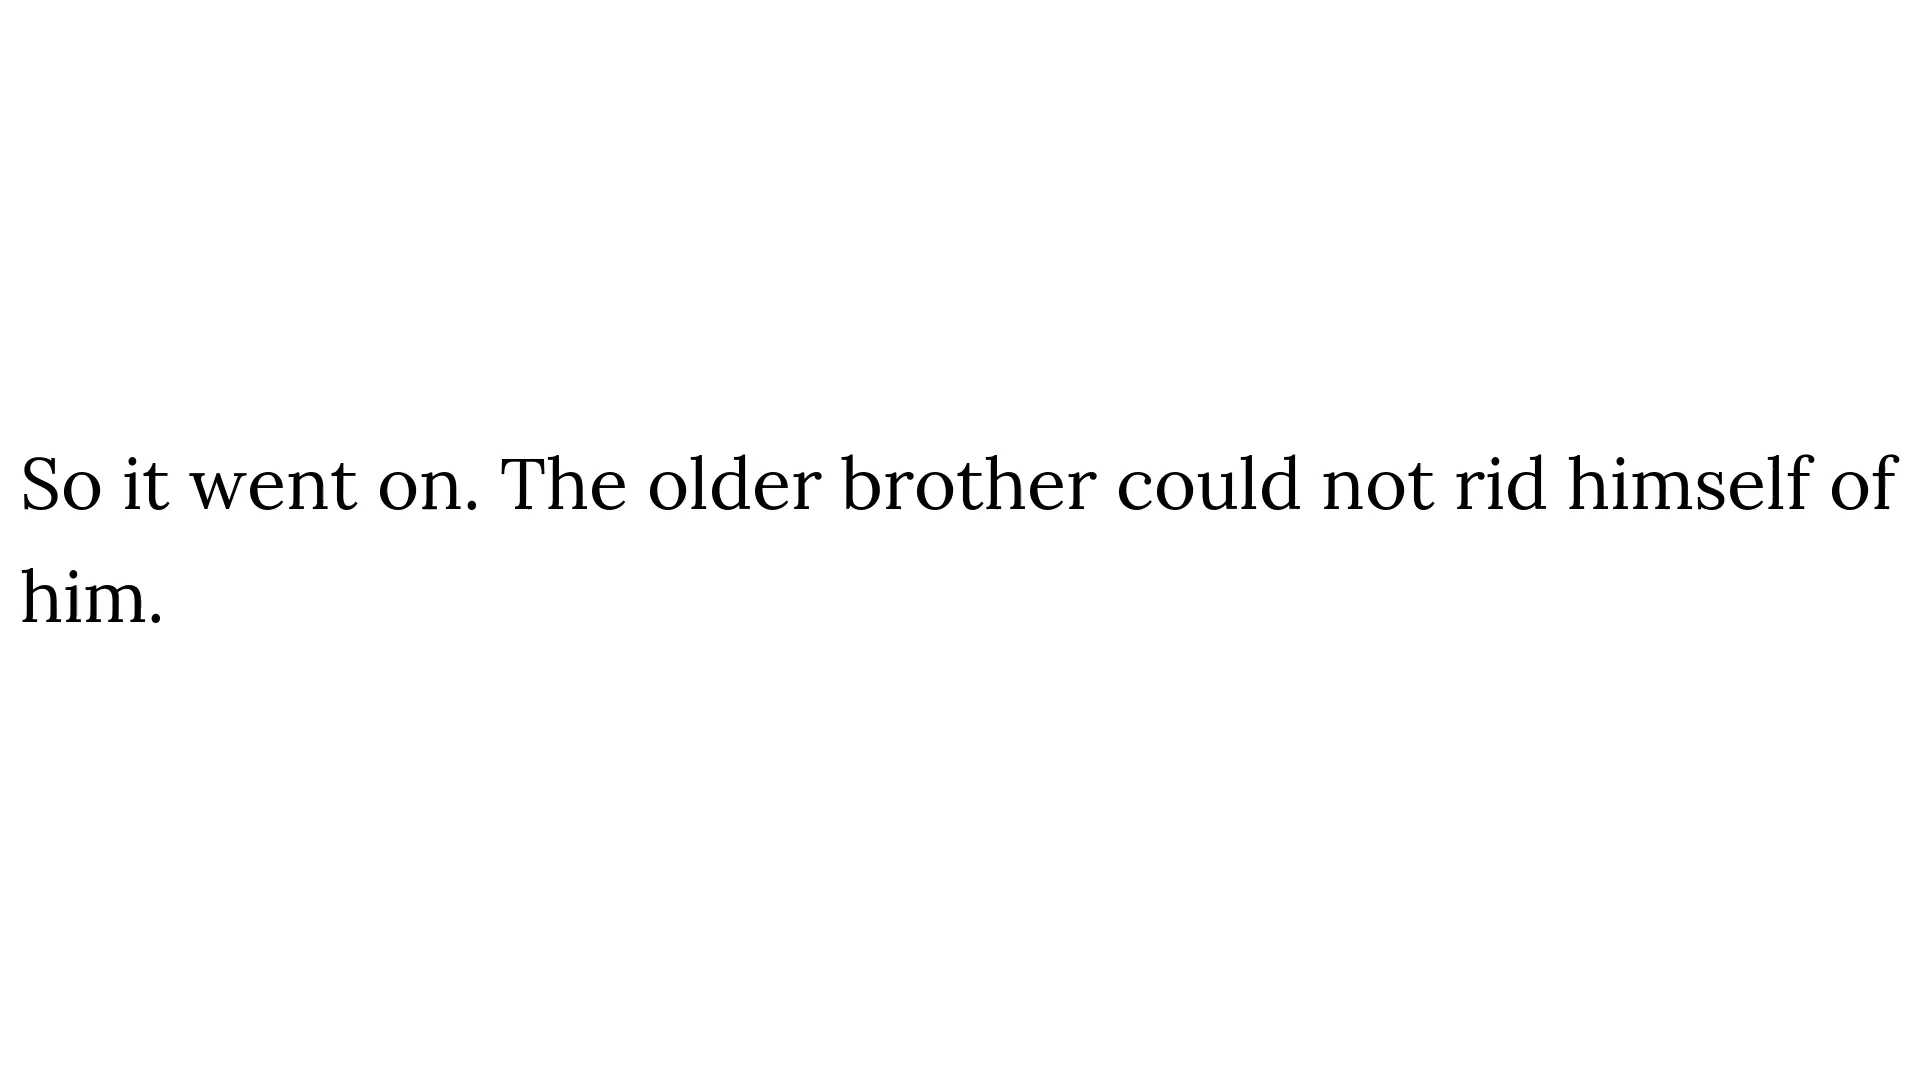 So it went on. The older brother could not rid himself of
him.